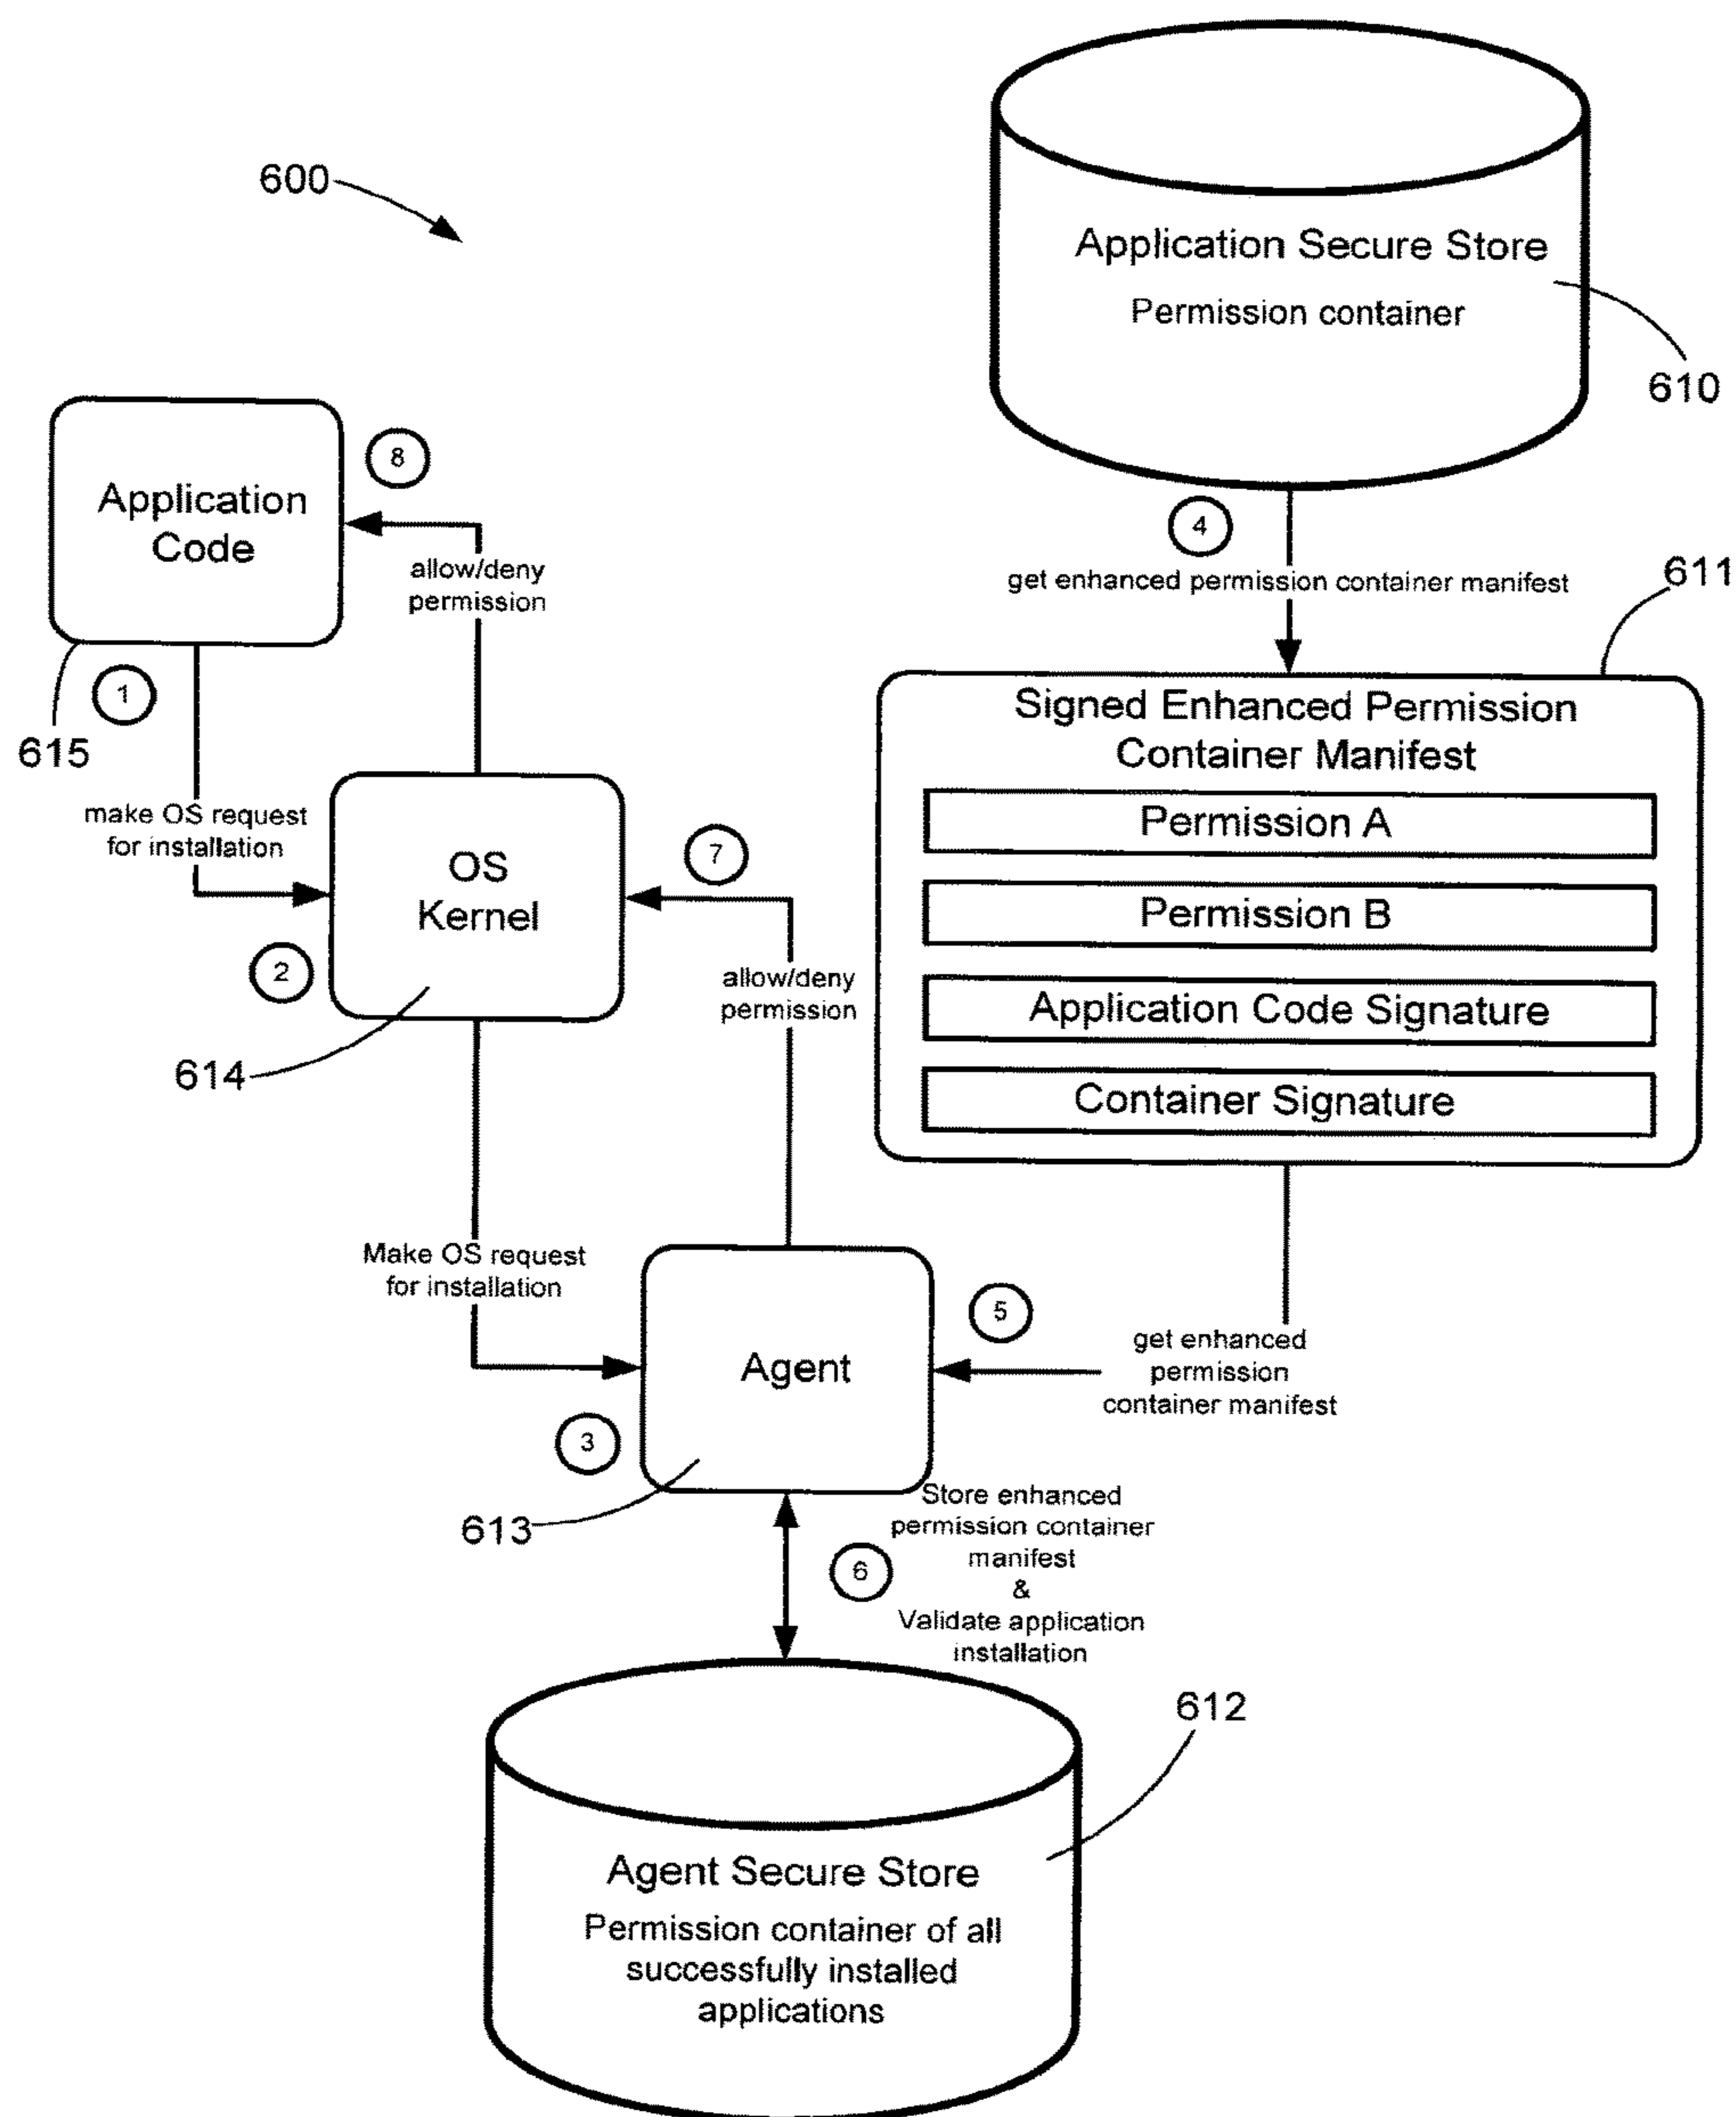 600
Application Secure Store
Permission container
610
Application
Code
8
allow/deny
permission
4
get enhanced permission container manifest
611
1
615
make OS request
for installation
OS
Kernel
2
614
7
allow/deny
permission
Signed Enhanced Permission
Container Manifest
Permission A
Permission B
Application Code Signature
Container Signature
Make OS request
for installation
Agent
3
613
5
get enhanced
permission
container manifest
6
Store enhanced
permission container
manifest
&
Validate application
installation
612
Agent Secure Store
Permission container of all
successfully installed
applications